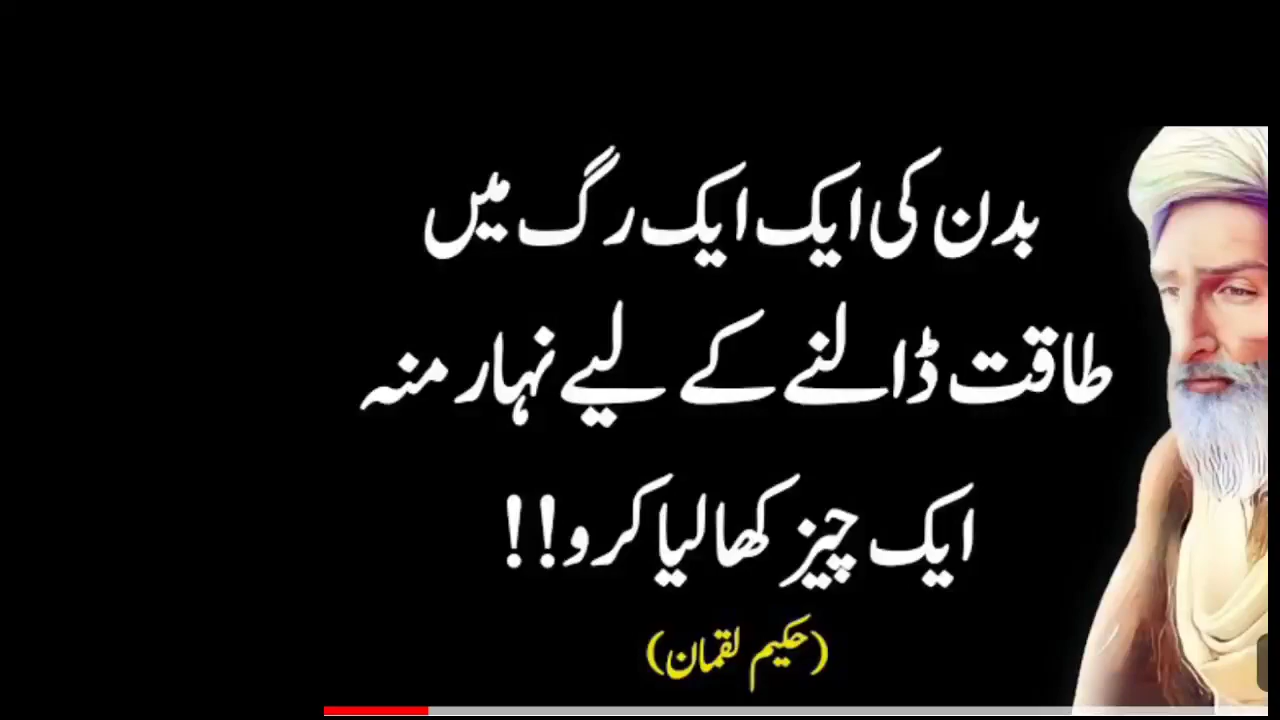 بدن کی ایک ایک رگ میں
طاقت ڈالنے کے لیے نہار منہ
ایک چیز کھا لیا کرو!!
(حکیم لقمان)